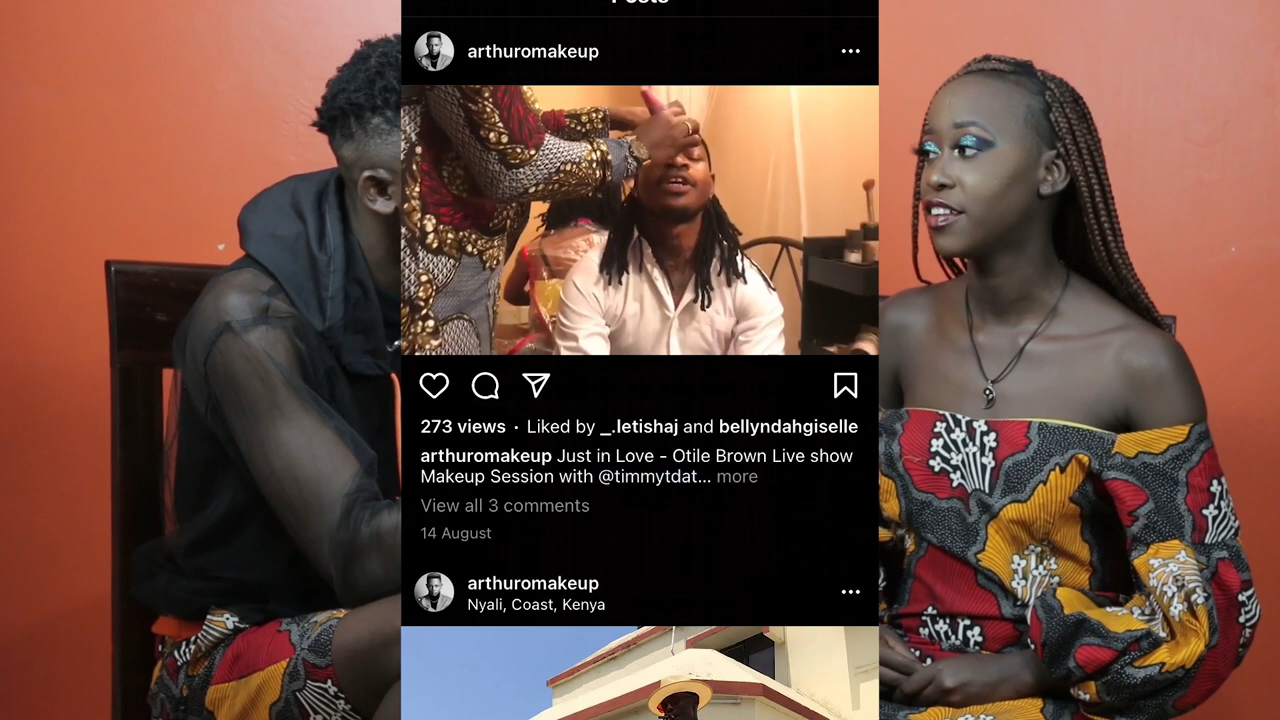 Posts
arthuromakeup
273 views · Liked by _.letishaj and bellyndahgiselle
arthuromakeup Just in Love - Otile Brown Live show
Makeup Session with @timmytdat... more
View all 3 comments
14 August
arthuromakeup
Nyali, Coast, Kenya